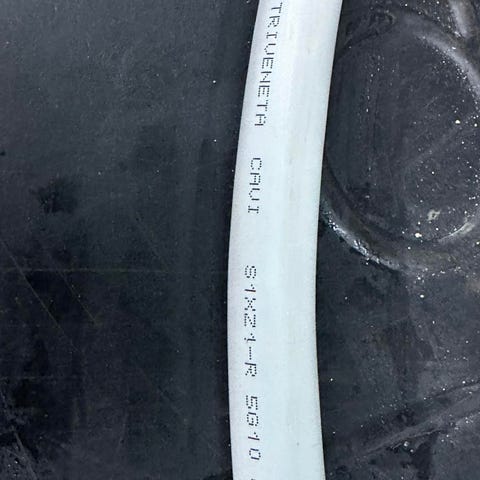 TRIVENETA CAVI S1XZ1-R 5G10